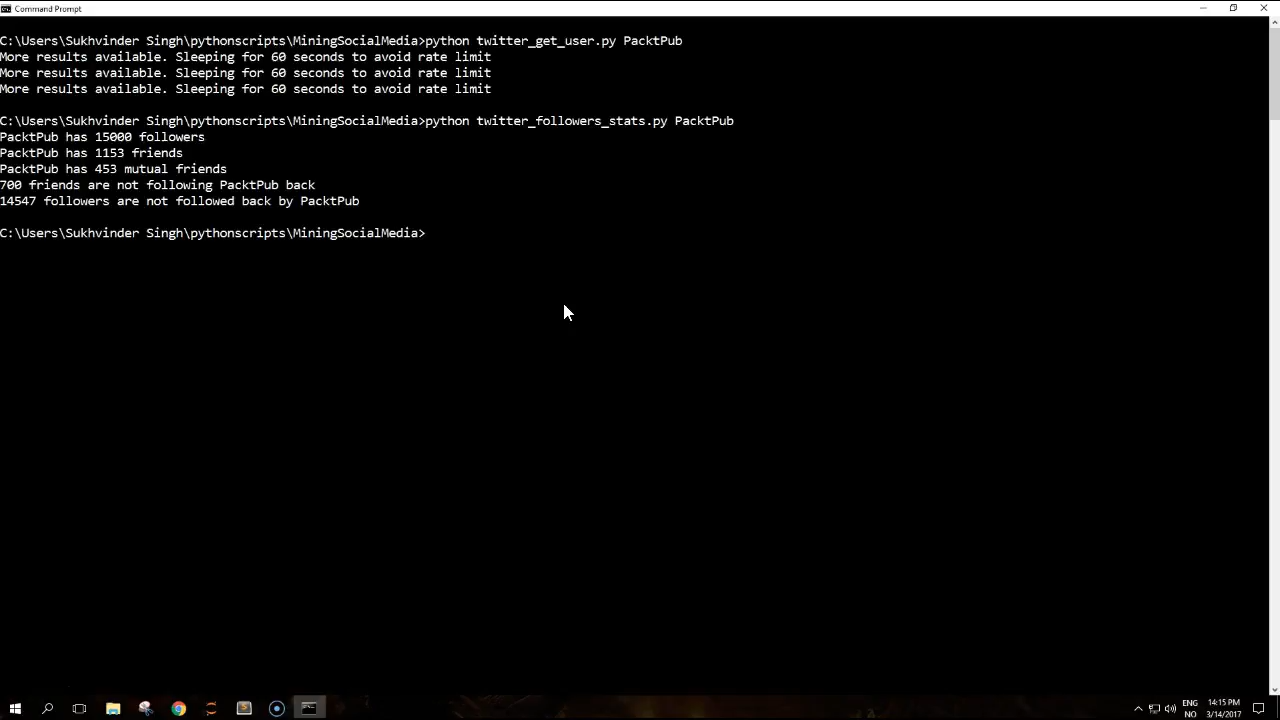 Command Prompt
C:\Users\Sukhvinder Singh\pythonscripts\MiningSocialMedia>python twitter_get_user.py PacktPub
More results available. Sleeping for 60 seconds to avoid rate limit
More results available. Sleeping for 60 seconds to avoid rate limit
More results available. Sleeping for 60 seconds to avoid rate limit
C:\Users\Sukhvinder Singh\pythonscripts\MiningSocialMedia>python twitter_followers_stats.py PacktPub
PacktPub has 15000 followers
PacktPub has 1153 friends
PacktPub has 453 mutual friends
700 friends are not following PacktPub back
14547 followers are not followed back by PacktPub
C:\Users\Sukhvinder Singh\pythonscripts\MiningSocialMedia>
ENG 14:15 PM
NO 3/14/2017